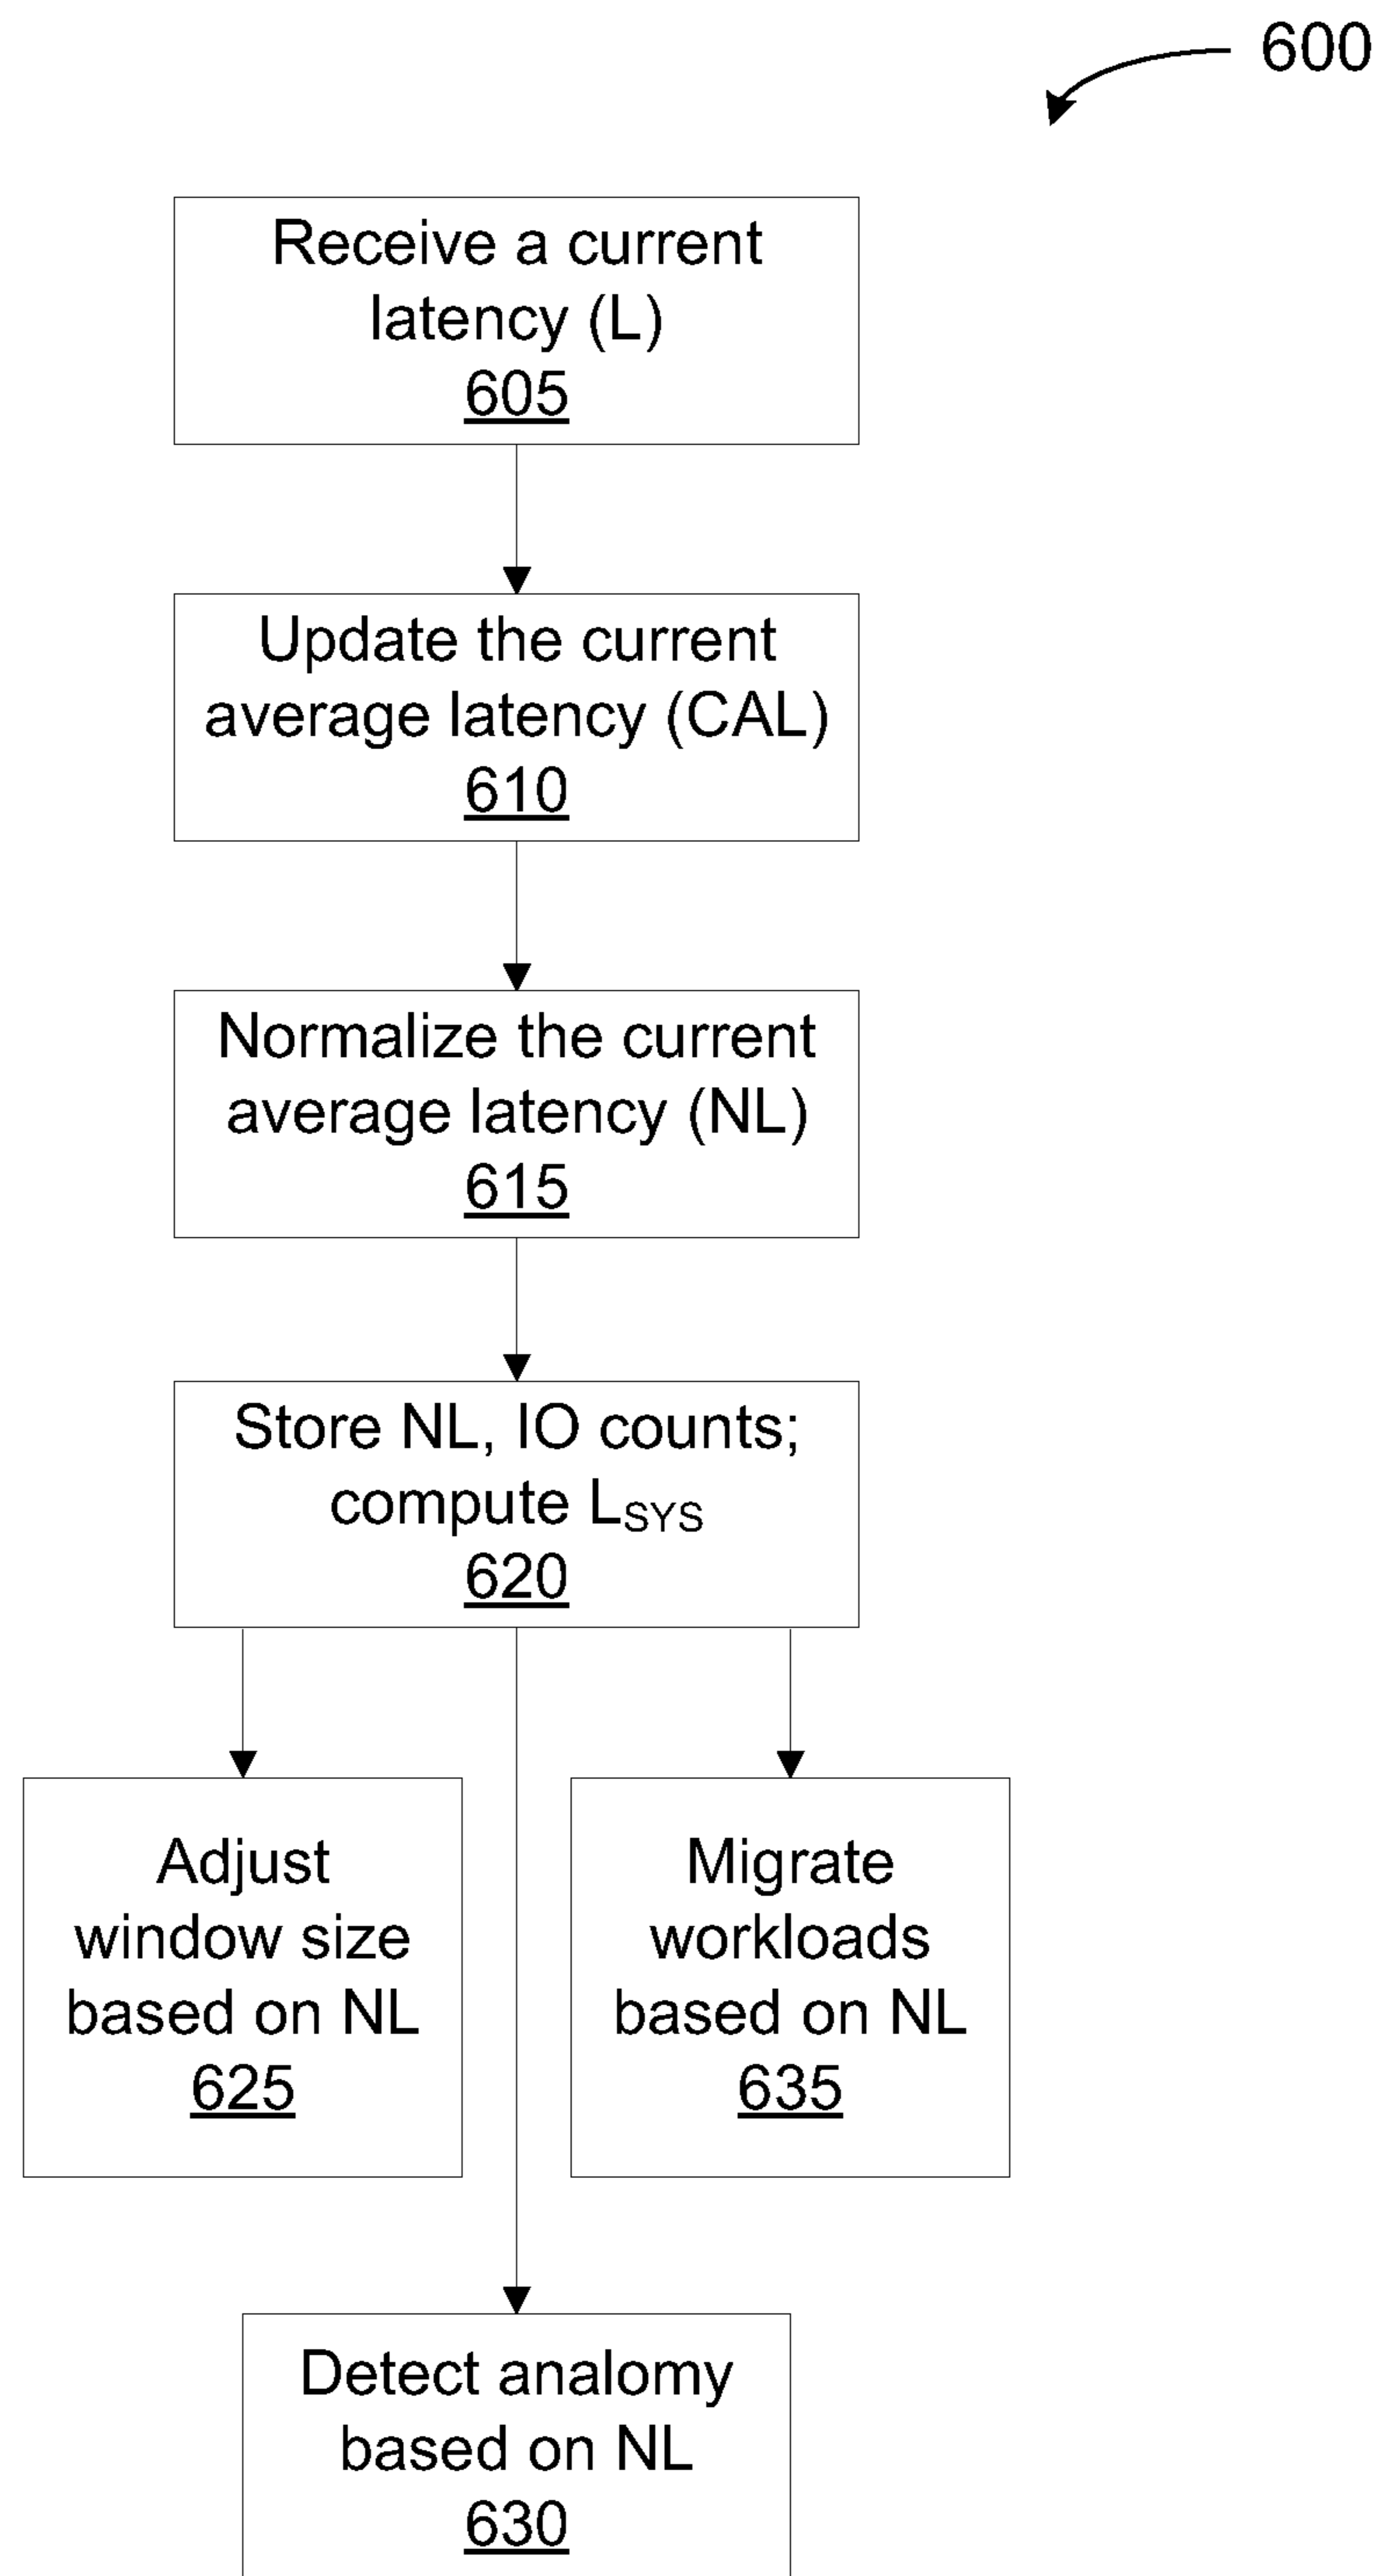 600
Receive a current
latency (L)
605
Update the current
average latency (CAL)
610
Normalize the current
average latency (NL)
615
Store NL, IO counts;
compute LSYS
620
Adjust
window size
based on NL
625
Migrate
workloads
based on NL
635
Detect analomy
based on NL
630